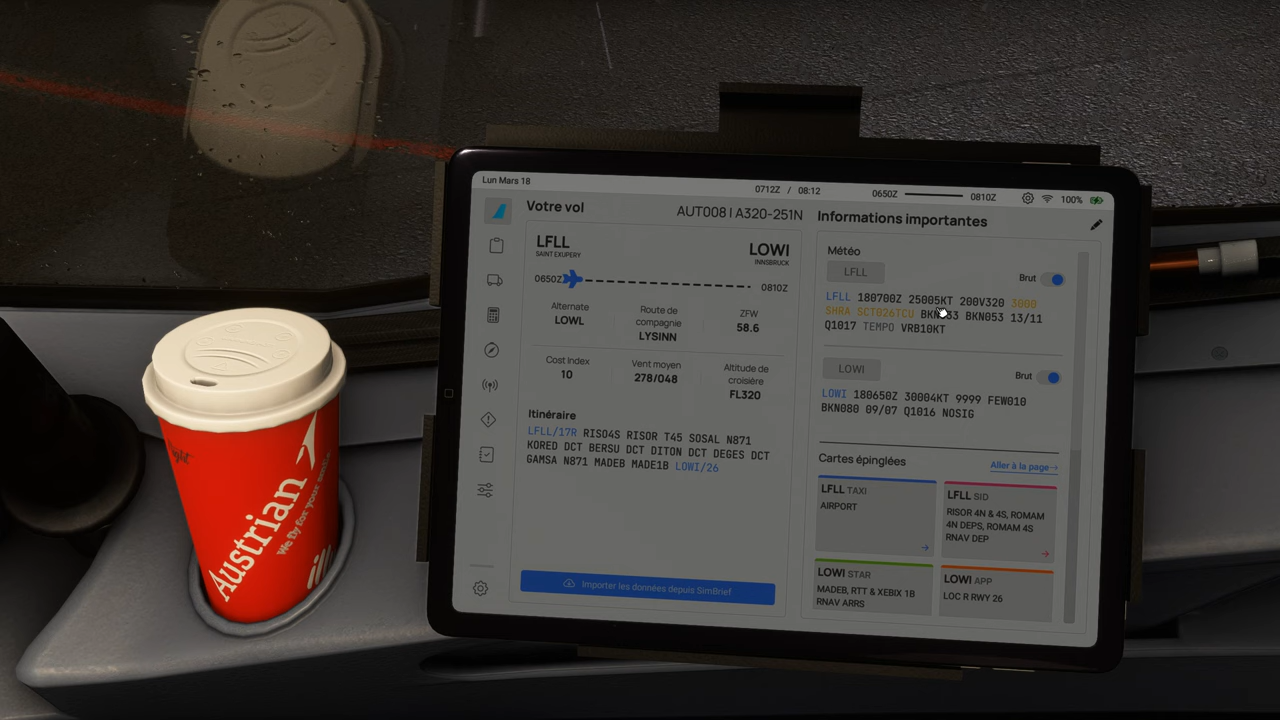 Lun Mars 18
0712Z / 08:12
0650Z
0810Z
100%
Votre vol
AUT008 | A320-251N
LFLL
SAINT EXUPERY
LOWI
INNSBRUCK
0650Z
0810Z
Alternate
LOWL
Route de
compagnie
LYSINN
ZFW
58.6
Cost Index
10
Vent moyen
278/048
Altitude de
croisière
FL320
Itinéraire
LFLL/17R RISO4S RISOR T45 SOSAL N871
KORED DCT BERSU DCT DITON DCT DEGES DCT
GAMSA N871 MADEB MADE1B LOWI/26
Importer les données depuis SimBrief
Informations importantes
Météo
LFLL
Brut
LFLL 180700Z 25005KT 200V320 3000
SHRA SCT026TCU BKN053 13/11
Q1017 TEMPO VRB10KT
LOWI
Brut
LOWI 180650Z 30004KT 9999 FEW010
BKN080 09/07 Q1016 NOSIG
Cartes épinglées
Aller à la page
LFLL TAXI
AIRPORT
LFLL SID
RISOR 4N & 4S, ROMAM
4N DEPS, ROMAM 4S
RNAV DEP
LOWI STAR
MADEB, RTT & XEBIX 1B
RNAV ARRS
LOWI APP
LOC R RWY 26
Austrian
We fly for your smile.